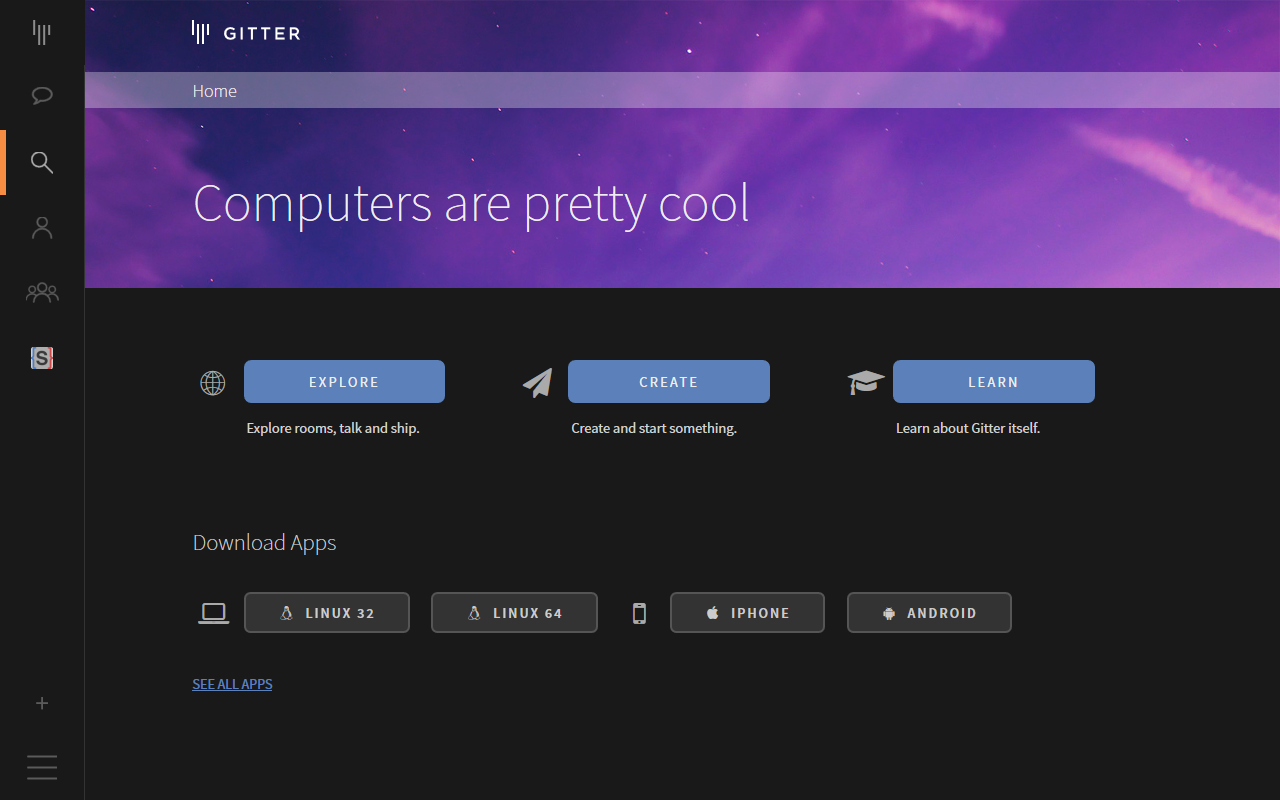 GITTER
Home
Computers are pretty cool
EXPLORE
CREATE
LEARN
Explore rooms, talk and ship.
Create and start something.
Learn about Gitter itself.
Download Apps
LINUX 32
LINUX 64
IPHONE
ANDROID
SEE ALL APPS
S